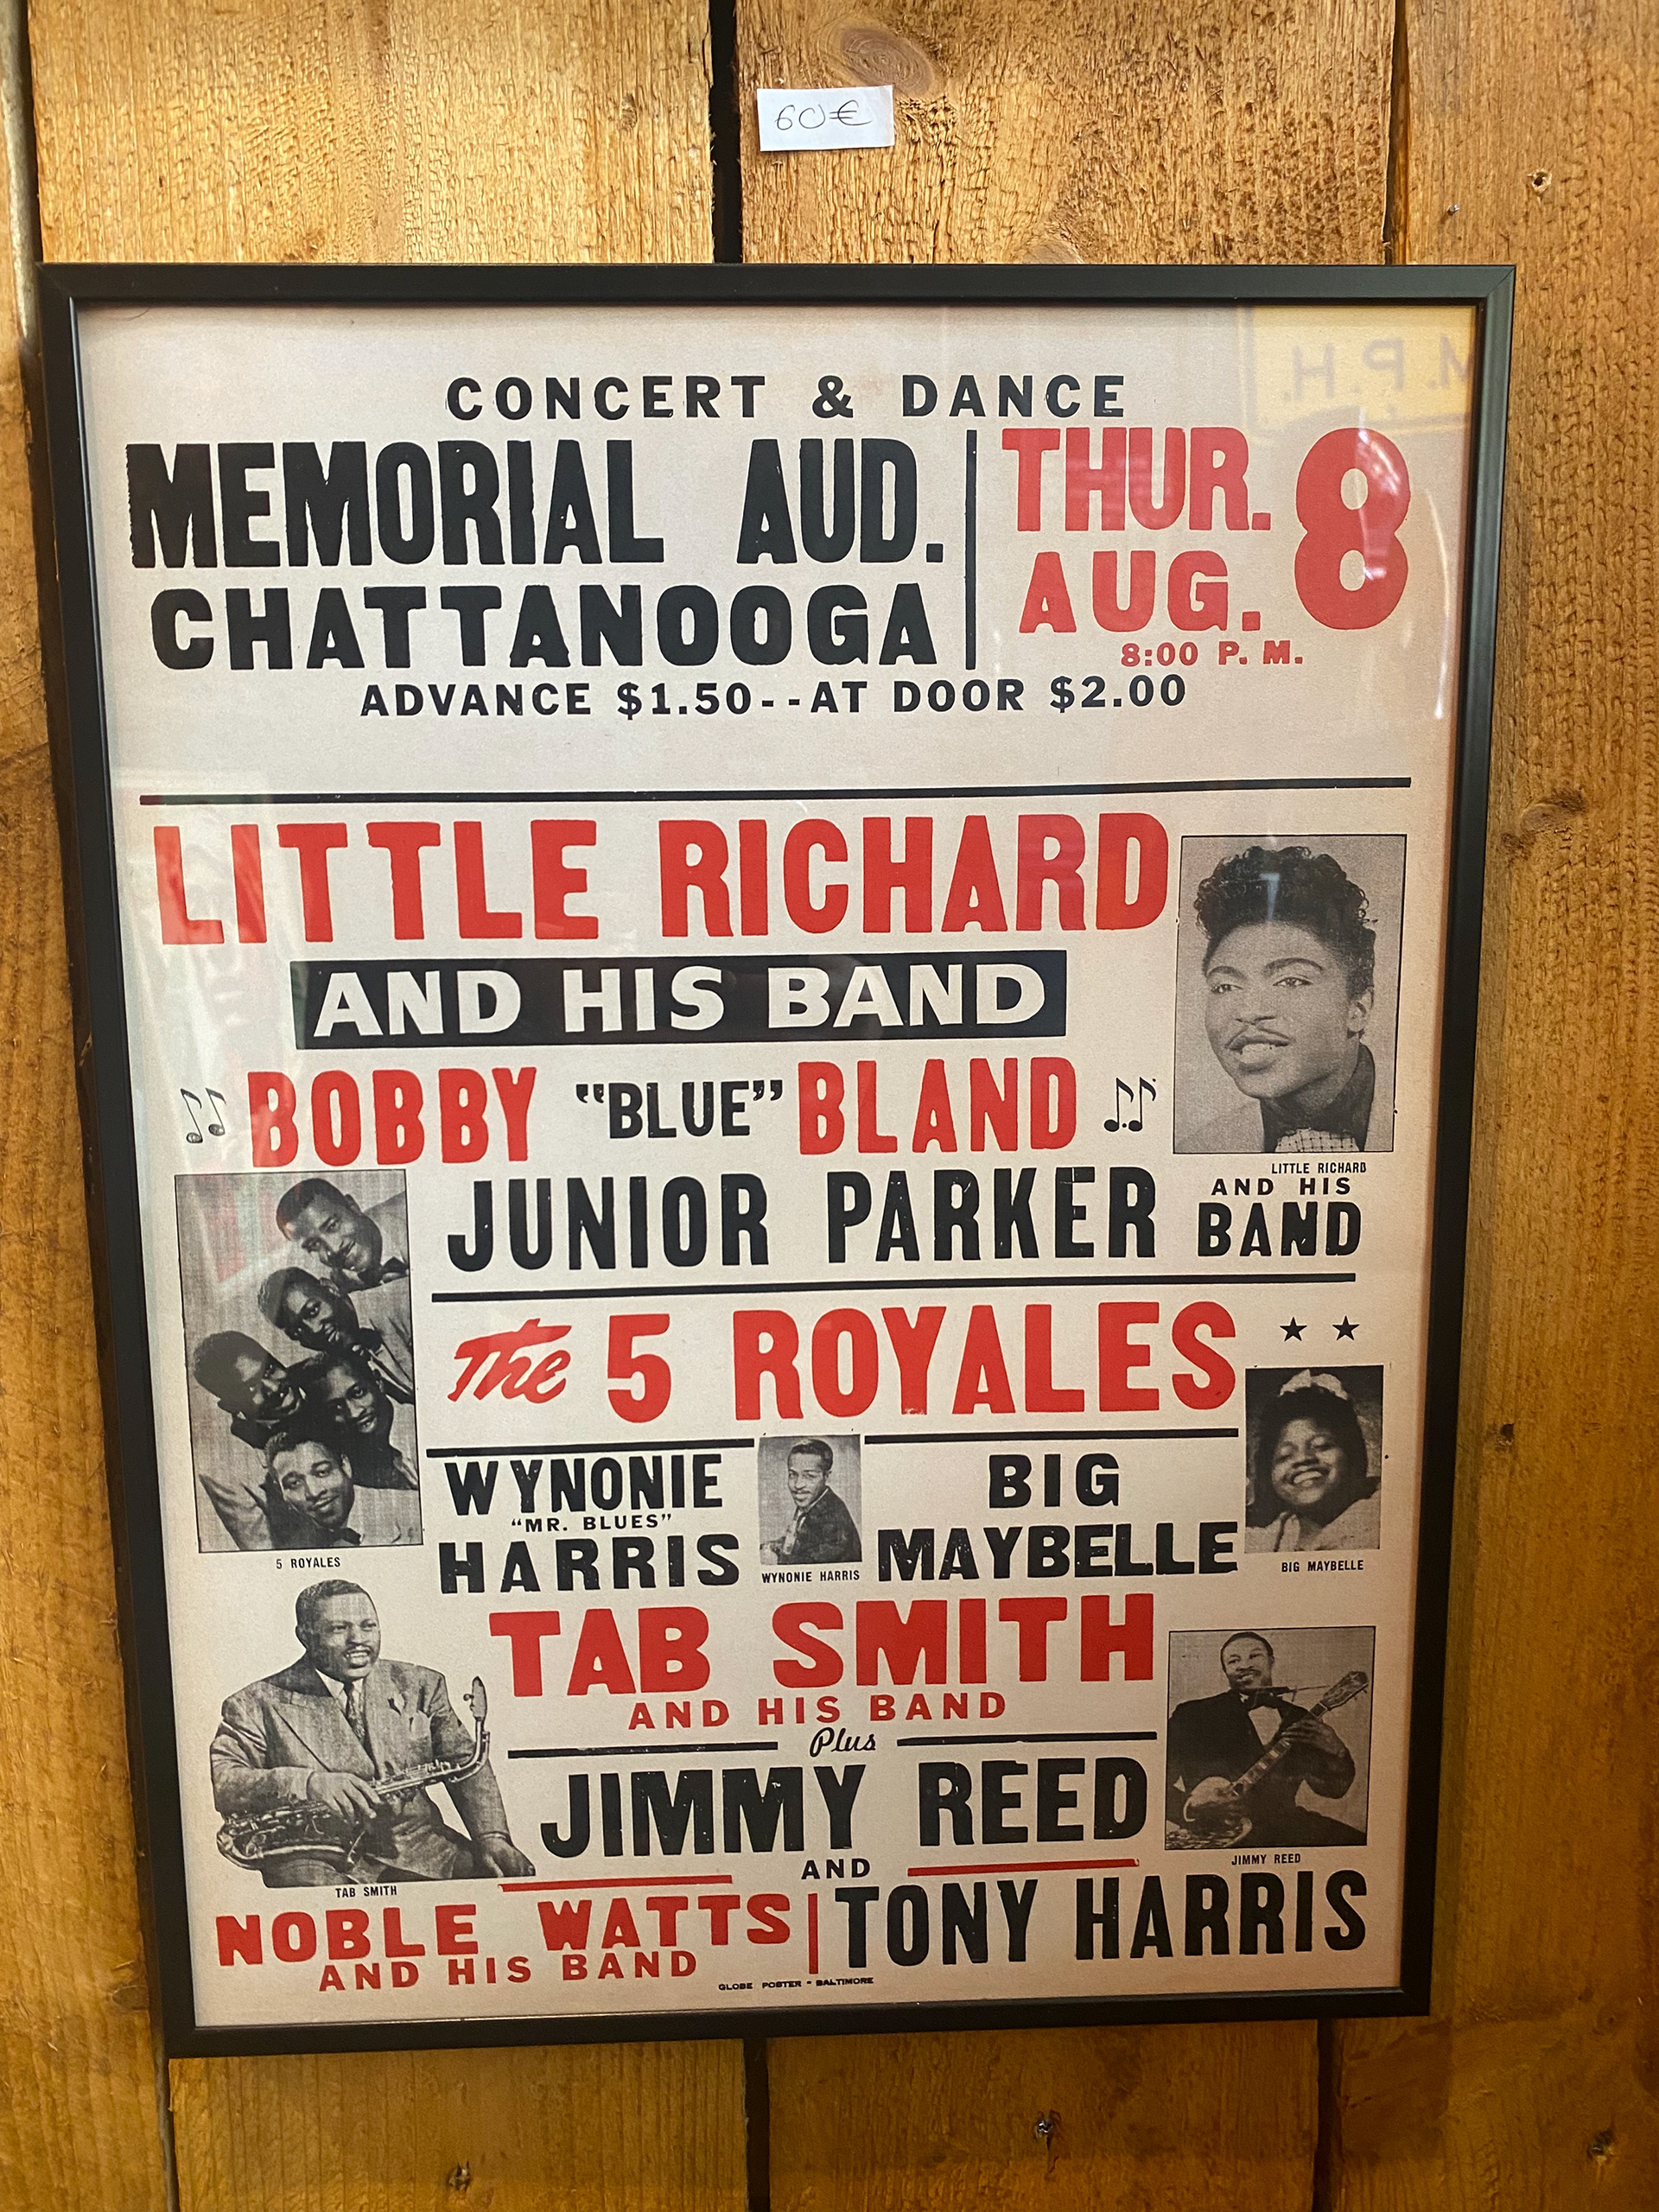 60€
M.P.H.
CONCERT & DANCE
MEMORIAL AUD.
CHATTANOOGA
THUR.
AUG. 8
8:00 P. M.
ADVANCE $1.50--AT DOOR $2.00
LITTLE RICHARD
AND HIS BAND
BOBBY "BLUE" BLAND
LITTLE RICHARD
JUNIOR PARKER
AND HIS
BAND
The 5 ROYALES
5 ROYALES
WYNONIE
"MR. BLUES"
HARRIS
WYNONIE HARRIS
BIG
MAYBELLE
BIG MAYBELLE
TAB SMITH
AND HIS BAND
TAB SMITH
Plus
JIMMY REED
JIMMY REED
AND
NOBLE WATTS
AND HIS BAND
TONY HARRIS
GLOBE POSTER - BALTIMORE